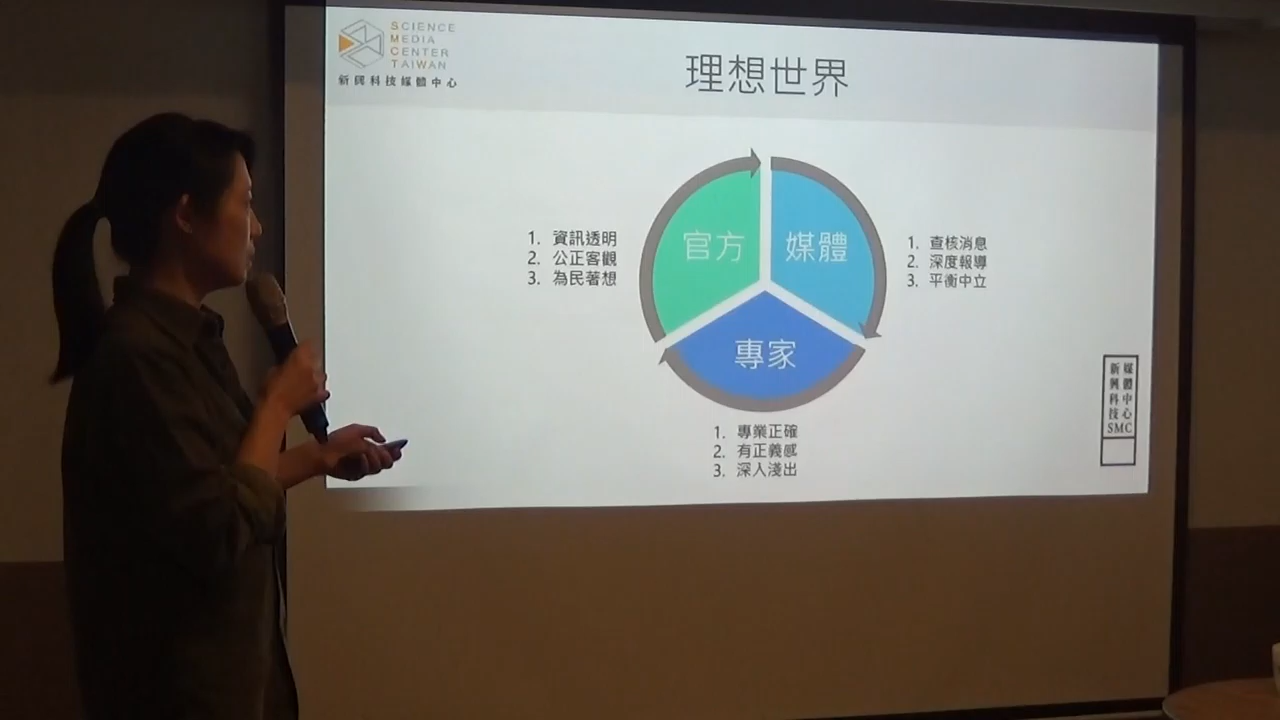 SCIENCE
MEDIA
CENTER
TAIWAN
新興科技媒體中心
理想世界
官方
媒體
專家
1. 資訊透明
2. 公正客觀
3. 為民著想
1. 查核消息
2. 深度報導
3. 平衡中立
1. 專業正確
2. 有正義感
3. 深入淺出
新興科技
媒體中心
SMC